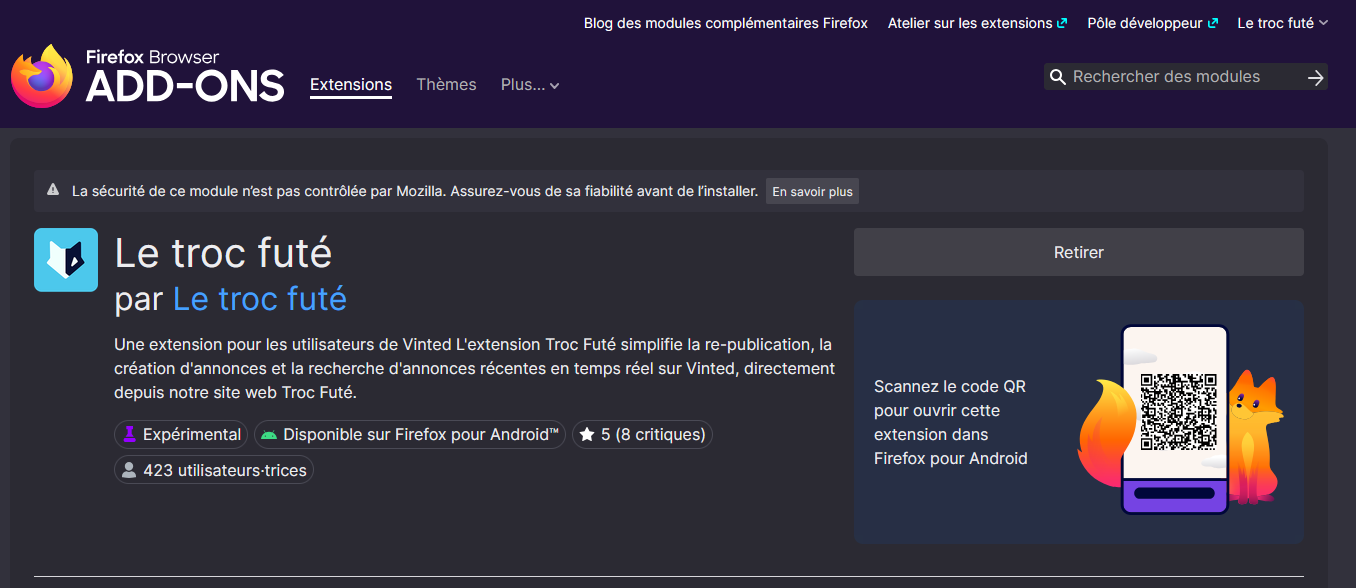 Blog des modules complémentaires Firefox Atelier sur les extensions Pôle développeur Le troc futé
Firefox Browser
ADD-ONS
Extensions Thèmes Plus... Rechercher des modules
La sécurité de ce module n’est pas contrôlée par Mozilla. Assurez-vous de sa fiabilité avant de l’installer. En savoir plus
Le troc futé
par Le troc futé
Une extension pour les utilisateurs de Vinted L'extension Troc Futé simplifie la re-publication, la
création d'annonces et la recherche d'annonces récentes en temps réel sur Vinted, directement
depuis notre site web Troc Futé.
Expérimental Disponible sur Firefox pour Android™ 5 (8 critiques)
423 utilisateurs·trices
Retirer
Scannez le code QR
pour ouvrir cette
extension dans
Firefox pour Android